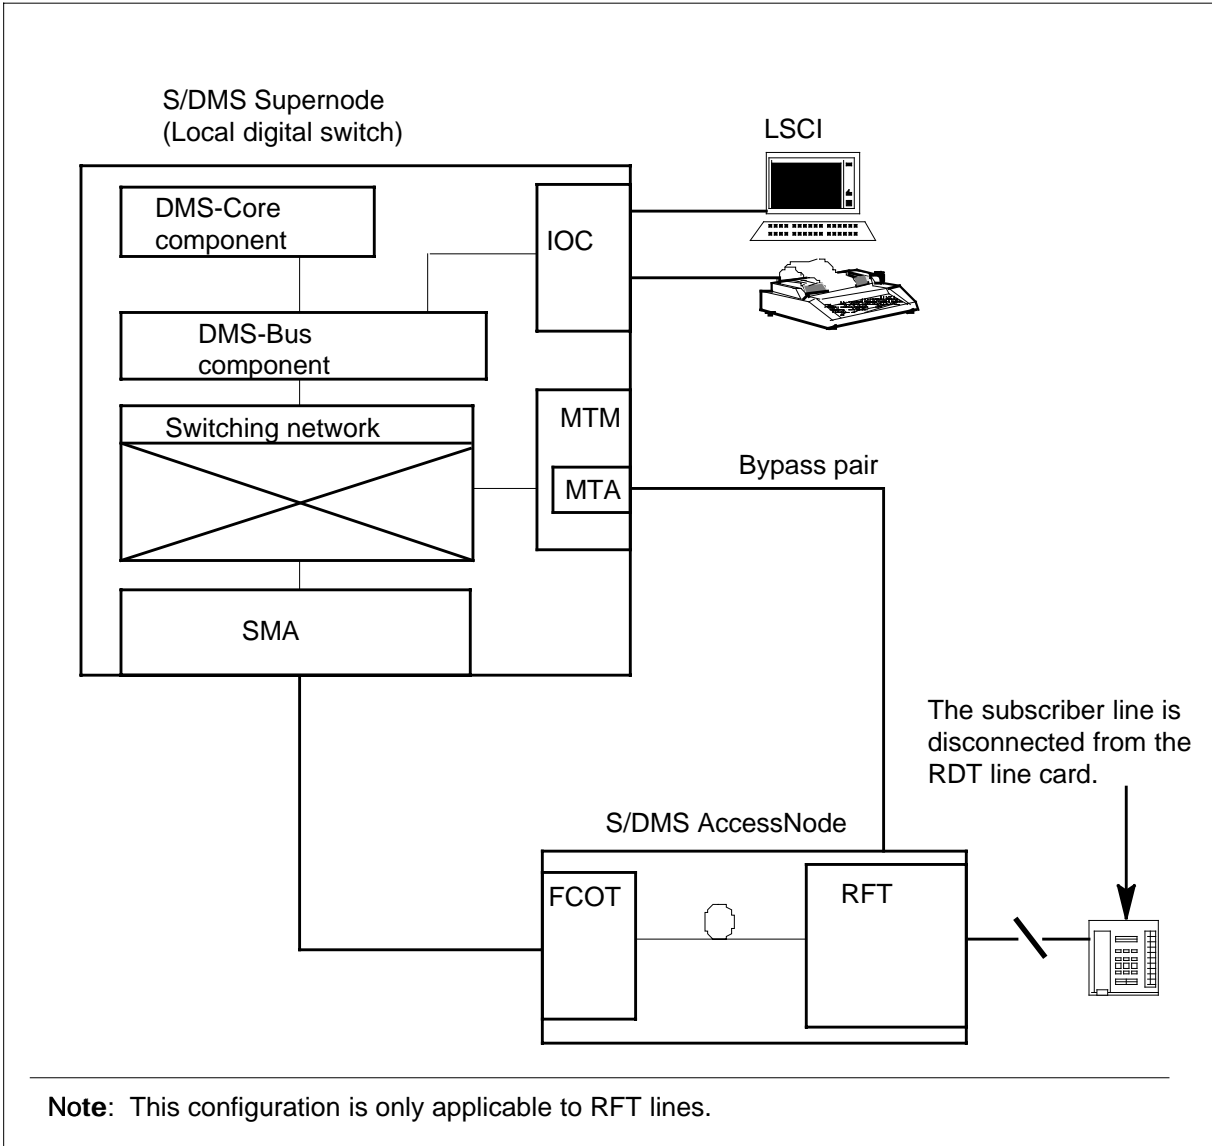 S/DMS Supernode
(Local digital switch)
LSCI
DMS-Core
component
IOC
DMS-Bus
component
MTM
Switching network
Bypass pair
MTA
SMA
The subscriber line is
disconnected from the
RDT line card.
S/DMS AccessNode
FCOT
RFT
Note: This configuration is only applicable to RFT lines.